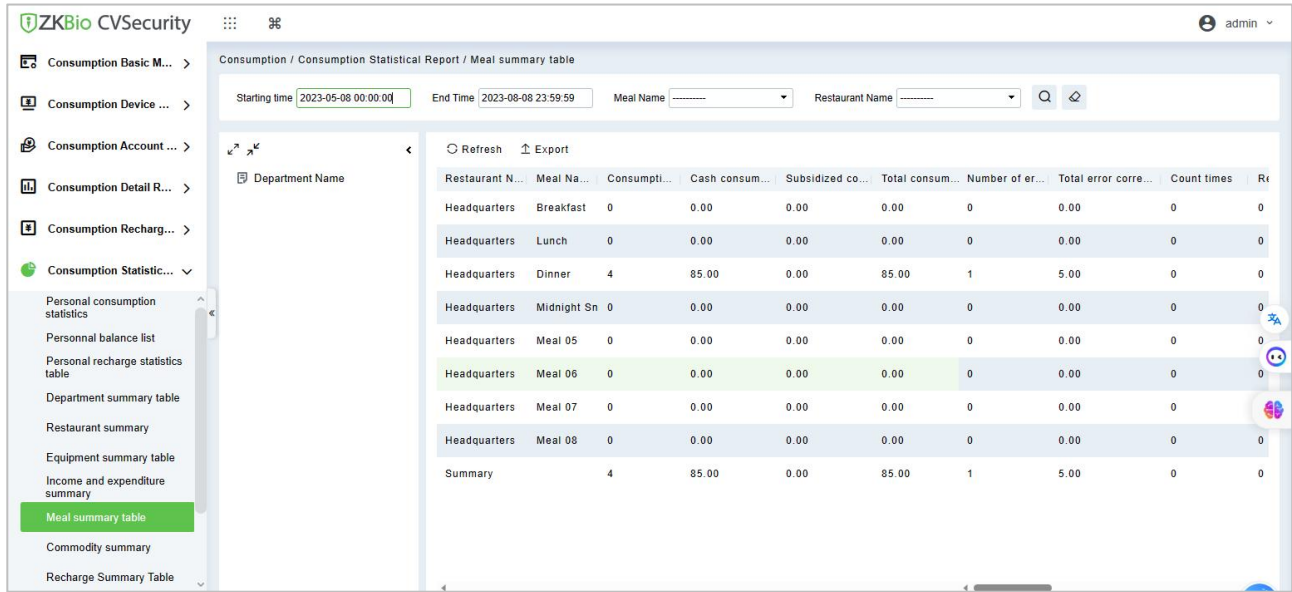 ZKBio CVSecurity
admin
Consumption Basic M...
Consumption Device ...
Consumption Account ...
Consumption Detail R...
Consumption Recharg...
Consumption Statistic...
Personal consumption
statistics
Personnal balance list
Personal recharge statistics
table
Department summary table
Restaurant summary
Equipment summary table
Income and expenditure
summary
Meal summary table
Commodity summary
Recharge Summary Table
Consumption / Consumption Statistical Report / Meal summary table
Starting time 2023-05-08 00:00:00 End Time 2023-08-08 23:59:59 Meal Name ---------- Restaurant Name ----------
Department Name
Refresh Export
Restaurant N... Meal Na... Consumpti... Cash consum... Subsidized co... Total consum... Number of er... Total error corre... Count times Re
Headquarters Breakfast 0 0.00 0.00 0.00 0 0.00 0 0
Headquarters Lunch 0 0.00 0.00 0.00 0 0.00 0 0
Headquarters Dinner 4 85.00 0.00 85.00 1 5.00 0 0
Headquarters Midnight Sn 0 0.00 0.00 0.00 0 0.00 0 0
Headquarters Meal 05 0 0.00 0.00 0.00 0 0.00 0 0
Headquarters Meal 06 0 0.00 0.00 0.00 0 0.00 0 0
Headquarters Meal 07 0 0.00 0.00 0.00 0 0.00 0
Headquarters Meal 08 0 0.00 0.00 0.00 0 0.00 0 0
Summary 4 85.00 0.00 85.00 1 5.00 0 0